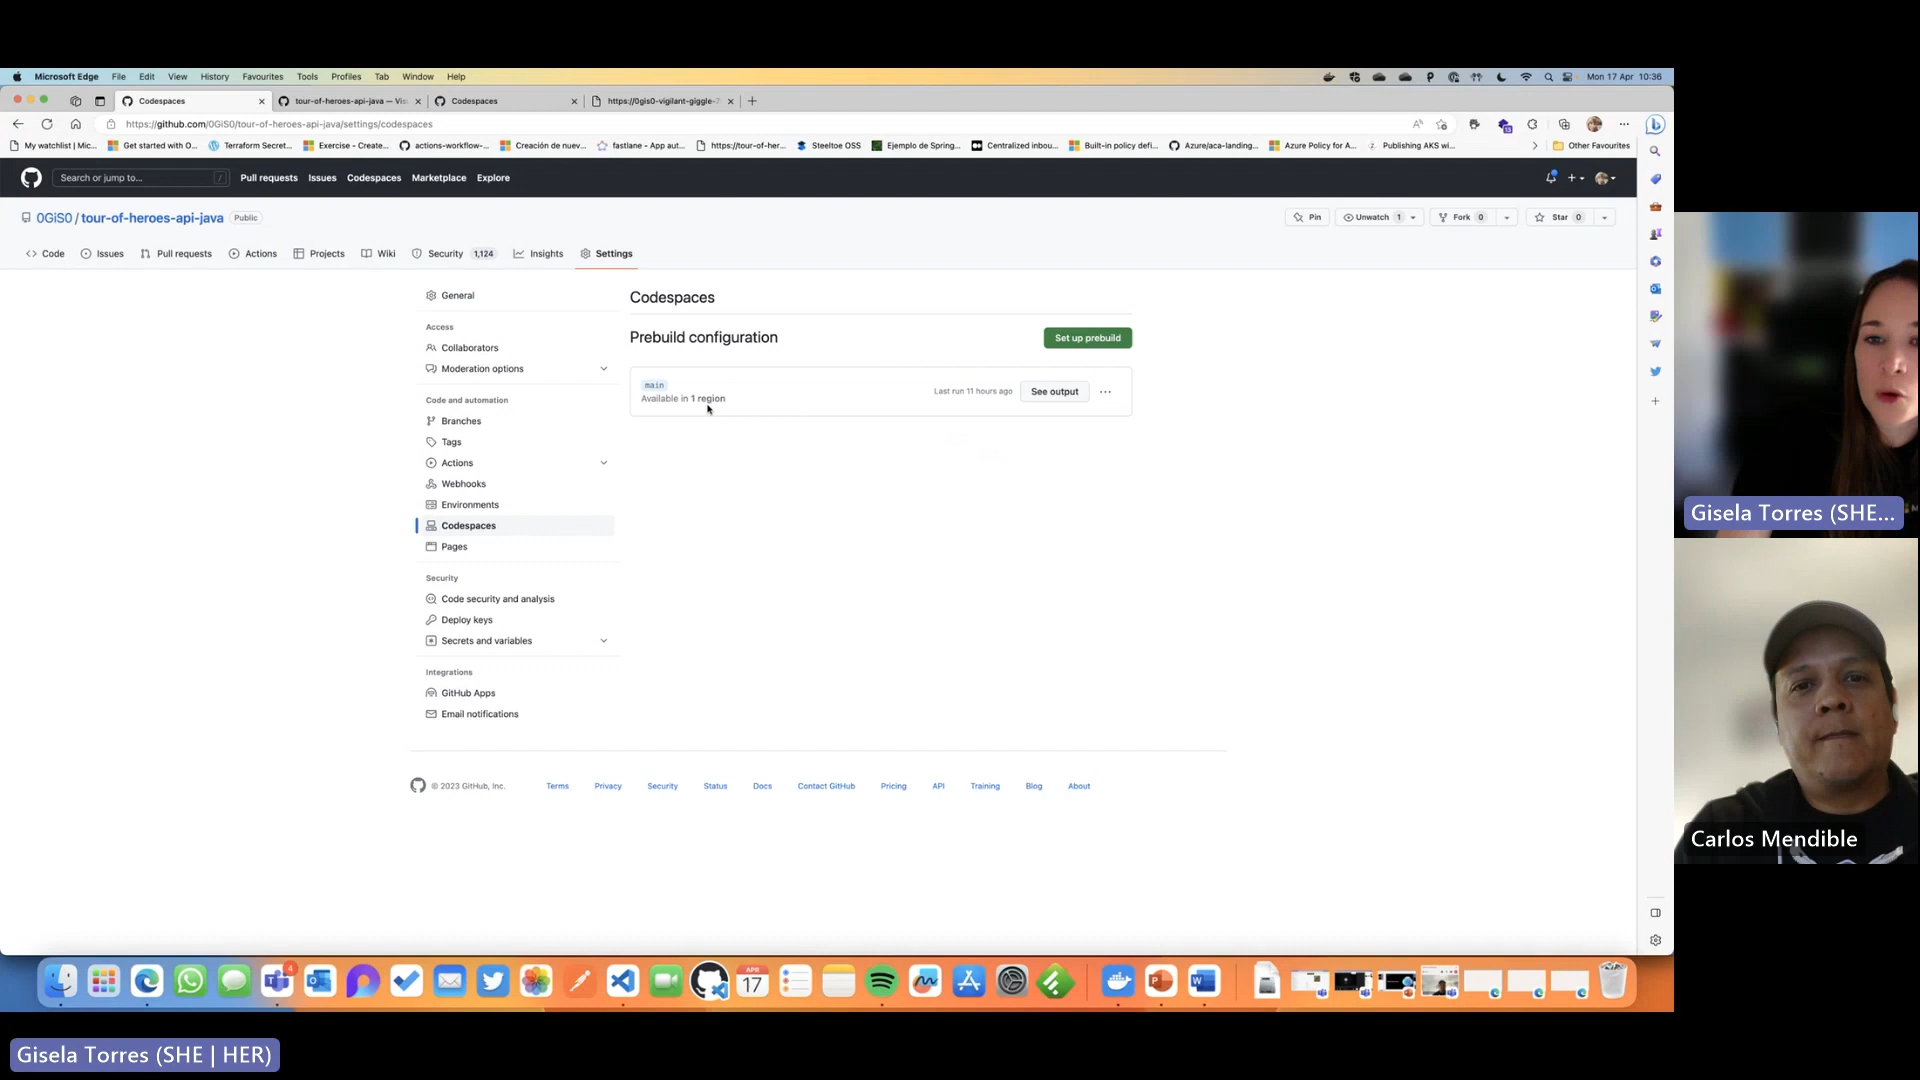 Microsoft Edge File Edit View History Favourites Tools Profiles Tab Window Help Mon 17 Apr 10:36
Codespaces tour-of-heroes-api-java — Vis Codespaces https://0gis0-vigilant-giggle-7
https://github.com/0GiS0/tour-of-heroes-api-java/settings/codespaces
My watchlist | Mic... Get started with O... Terraform Secret... Exercise - Create... actions-workflow-... Creación de nuev... fastlane - App aut... https://tour-of-her... Steeltoe OSS Ejemplo de Spring... Centralized inbou... Built-in policy defi... Azure/aca-landing... Azure Policy for A... Publishing AKS wi... Other Favourites
Search or jump to... / Pull requests Issues Codespaces Marketplace Explore
0GiS0 / tour-of-heroes-api-java Public Pin Unwatch 1 Fork 0 Star 0
Code Issues Pull requests Actions Projects Wiki Security 1,124 Insights Settings
General
Access
Collaborators
Moderation options
Code and automation
Branches
Tags
Actions
Webhooks
Environments
Codespaces
Pages
Security
Code security and analysis
Deploy keys
Secrets and variables
Integrations
GitHub Apps
Email notifications
Codespaces
Prebuild configuration Set up prebuild
main
Available in 1 region
Last run 11 hours ago See output ...
© 2023 GitHub, Inc. Terms Privacy Security Status Docs Contact GitHub Pricing API Training Blog About
4
APR
17
Gisela Torres (SHE...
Carlos Mendible
Gisela Torres (SHE | HER)